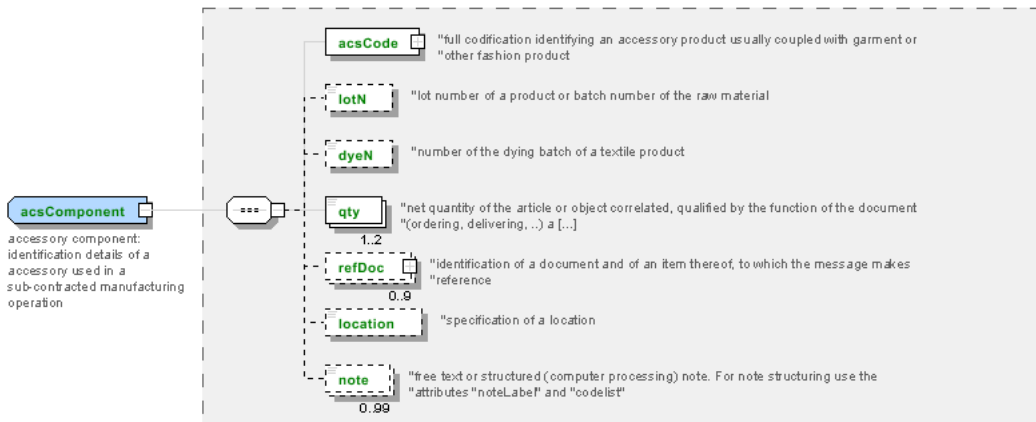 acsCode
"full codification identifying an accessory product usually coupled with garment or
"other fashion product
lotN
"lot number of a product or batch number of the raw material
dyeN
"number of the dying batch of a textile product
acsComponent
accessory component:
identification details of a
accessory used in a
sub-contracted manufacturing
operation
qty
"net quantity of the article or object correlated, qualified by the function of the document
"(ordering, delivering, ..) a [...]
1..2
refDoc
"identification of a document and of an item thereof, to which the message makes
"reference
0..9
location
"specification of a location
note
"free text or structured (computer processing) note. For note structuring use the
"attributes "noteLabel" and "codelist"
0..99